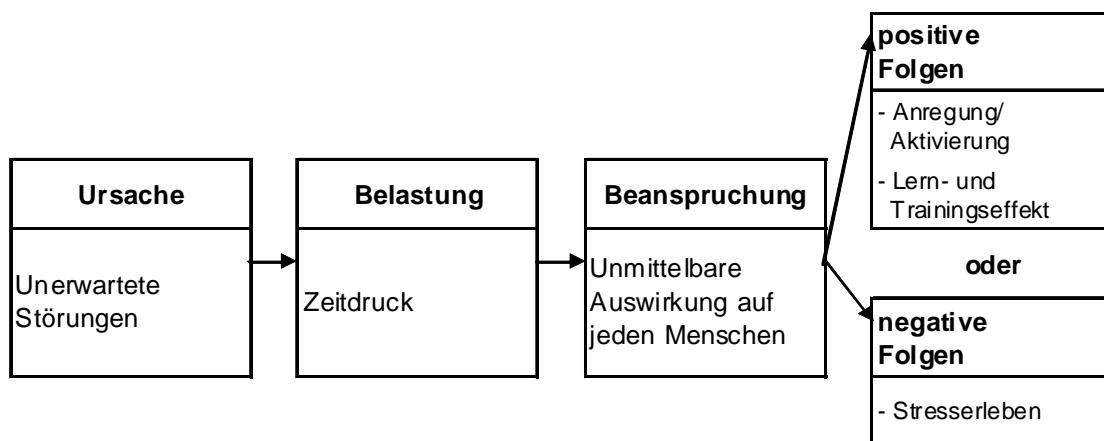 Ursache
Unerwartete
Störungen
Belastung
Zeitdruck
Beanspruchung
Unmittelbare
Auswirkung auf
jeden Menschen
positive
Folgen
- Anregung/
Aktivierung
- Lern- und
Trainingseffekt
oder
negative
Folgen
- Stresserleben